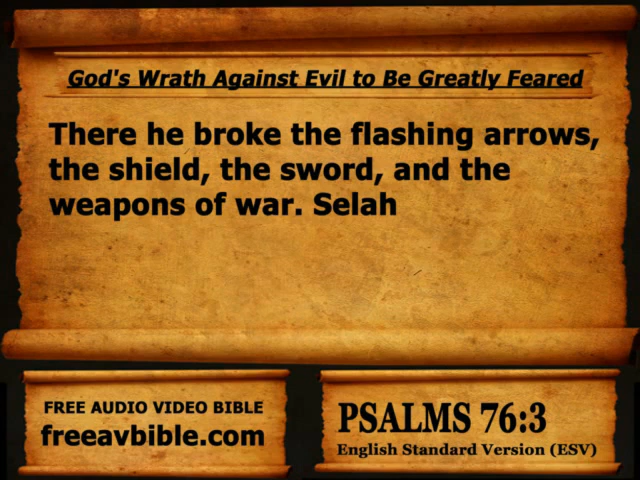 God's Wrath Against Evil to Be Greatly Feared
There he broke the flashing arrows,
the shield, the sword, and the
weapons of war. Selah
FREE AUDIO VIDEO BIBLE
freeavbible.com
PSALMS 76:3
English Standard Version (ESV)